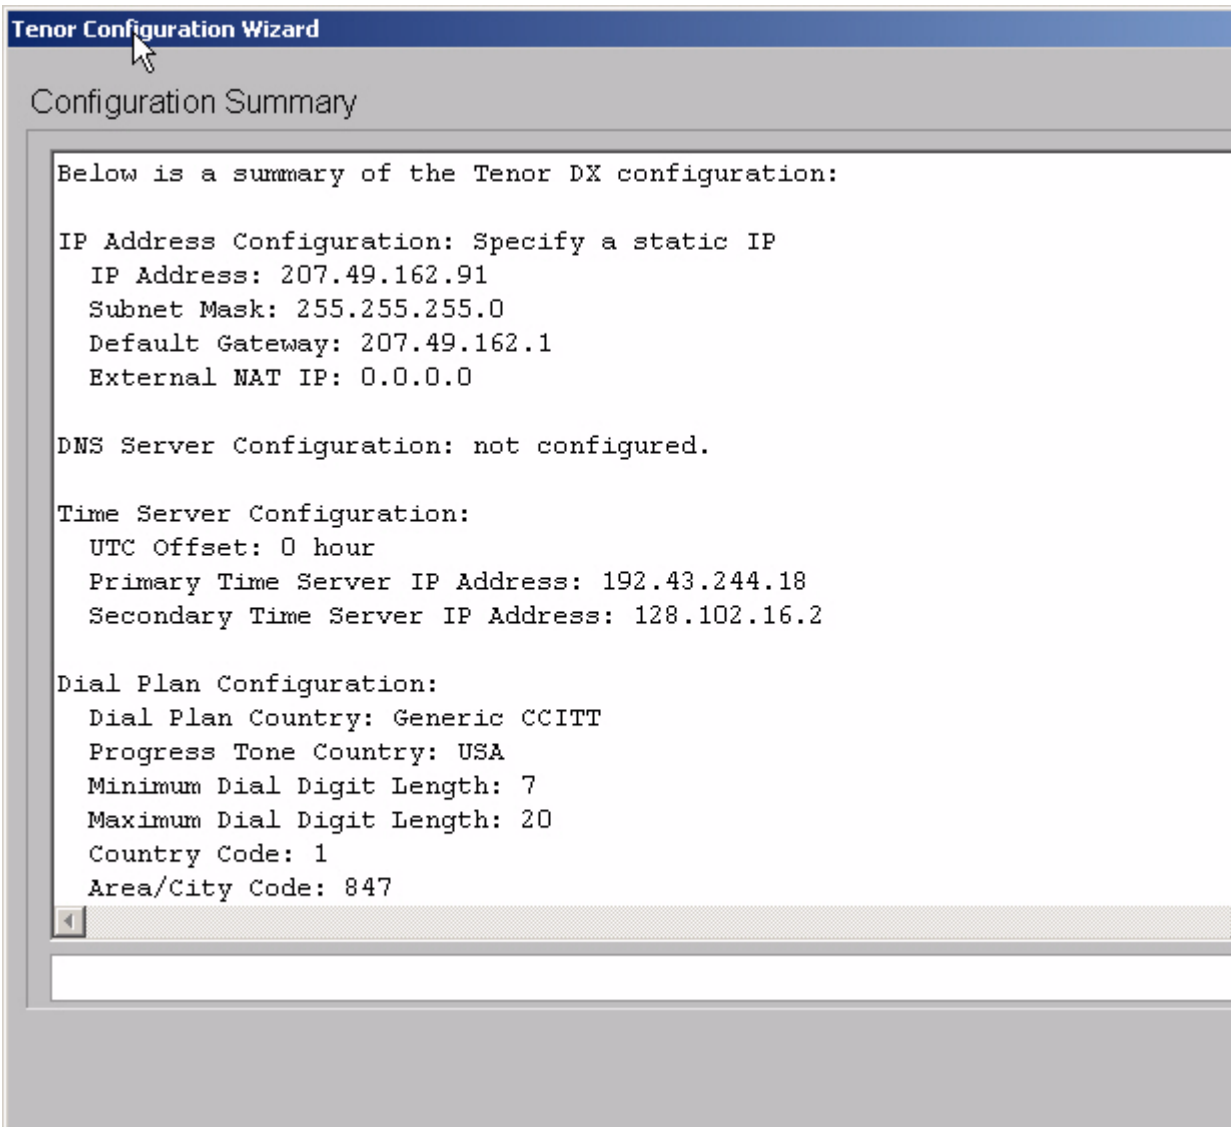 Tenor Configuration Wizard
Configuration Summary
Below is a summary of the Tenor DX configuration:
IP Address Configuration: Specify a static IP
IP Address: 207.49.162.91
Subnet Mask: 255.255.255.0
Default Gateway: 207.49.162.1
External NAT IP: 0.0.0.0
DNS Server Configuration: not configured.
Time Server Configuration:
UTC Offset: 0 hour
Primary Time Server IP Address: 192.43.244.18
Secondary Time Server IP Address: 128.102.16.2
Dial Plan Configuration:
Dial Plan Country: Generic CCITT
Progress Tone Country: USA
Minimum Dial Digit Length: 7
Maximum Dial Digit Length: 20
Country Code: 1
Area/City Code: 847